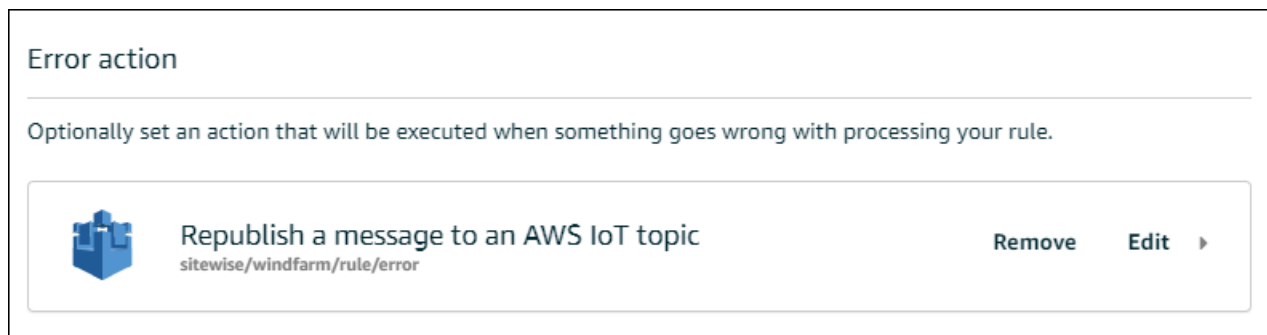 Error action
Optionally set an action that will be executed when something goes wrong with processing your rule.
Republish a message to an AWS IoT topic
sitewise/windfarm/rule/error
Remove Edit